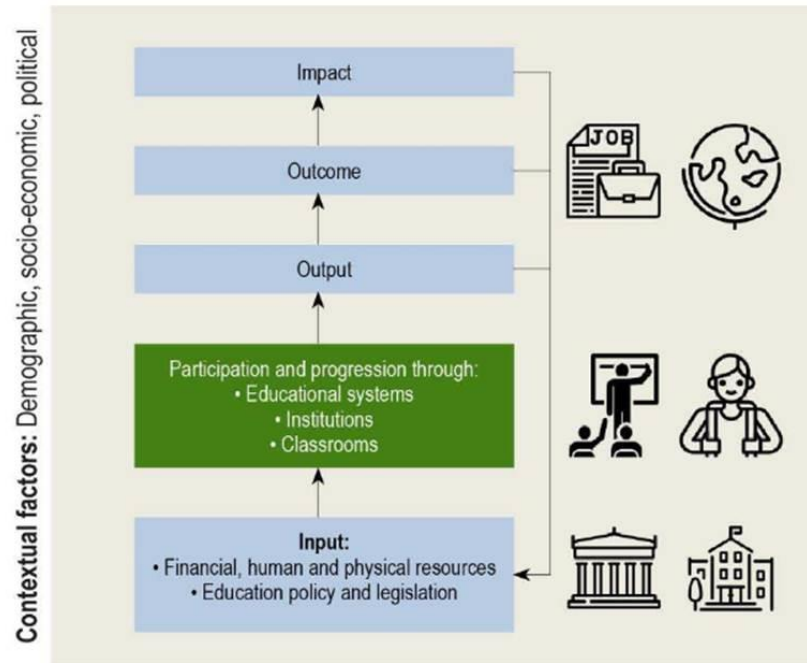 Contextual factors: Demographic, socio-economic, political
Impact
Outcome
Output
Participation and progression through:
• Educational systems
• Institutions
• Classrooms
Input:
• Financial, human and physical resources
• Education policy and legislation
JOB